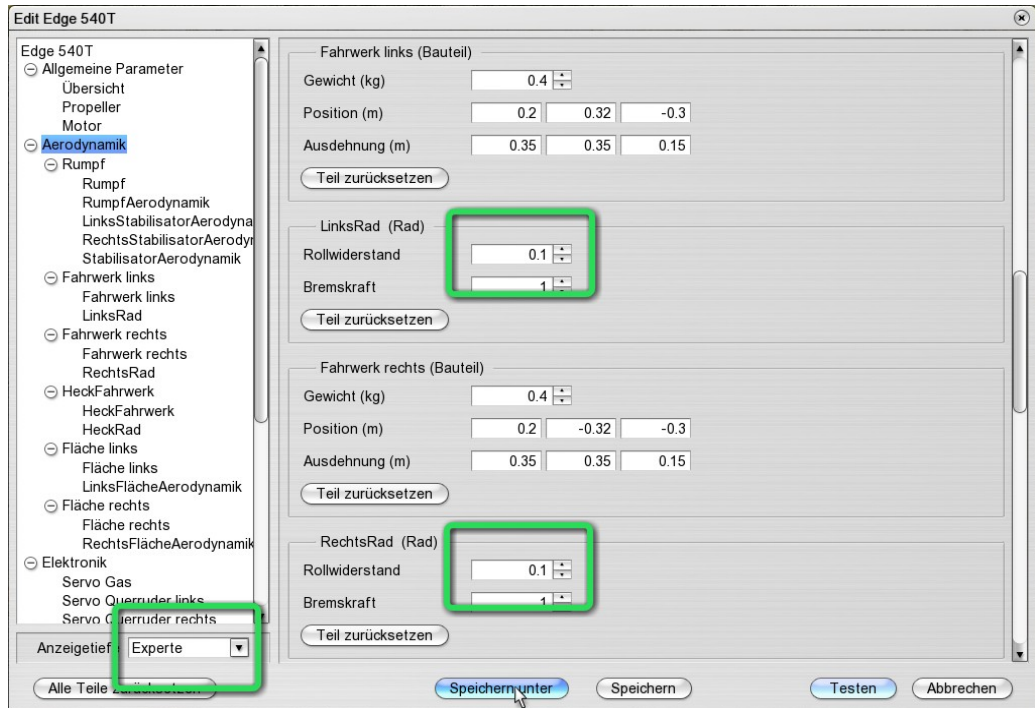 Edit Edge 540T
Edge 540T
Allgemeine Parameter
Übersicht
Propeller
Motor
Aerodynamik
Rumpf
Rumpf
RumpfAerodynamik
LinksStabilisatorAerodyna
RechtsStabilisatorAerodyr
StabilisatorAerodynamik
Fahrwerk links
Fahrwerk links
LinksRad
Fahrwerk rechts
Fahrwerk rechts
RechtsRad
HeckFahrwerk
HeckFahrwerk
HeckRad
Fläche links
Fläche links
LinksFlächeAerodynamik
Fläche rechts
Fläche rechts
RechtsFlächeAerodynamik
Elektronik
Servo Gas
Servo Querruder links
Servo Querruder rechts
Anzeigetiefe Experte
Fahrwerk links (Bauteil)
Gewicht (kg) 0.4
Position (m) 0.2 0.32 -0.3
Ausdehnung (m) 0.35 0.35 0.15
Teil zurücksetzen
LinksRad (Rad)
Rollwiderstand 0.1
Bremskraft 1
Teil zurücksetzen
Fahrwerk rechts (Bauteil)
Gewicht (kg) 0.4
Position (m) 0.2 -0.32 -0.3
Ausdehnung (m) 0.35 0.35 0.15
Teil zurücksetzen
RechtsRad (Rad)
Rollwiderstand 0.1
Bremskraft 1
Teil zurücksetzen
Alle Teile zurücksetzen Speichern unter Speichern Testen Abbrechen